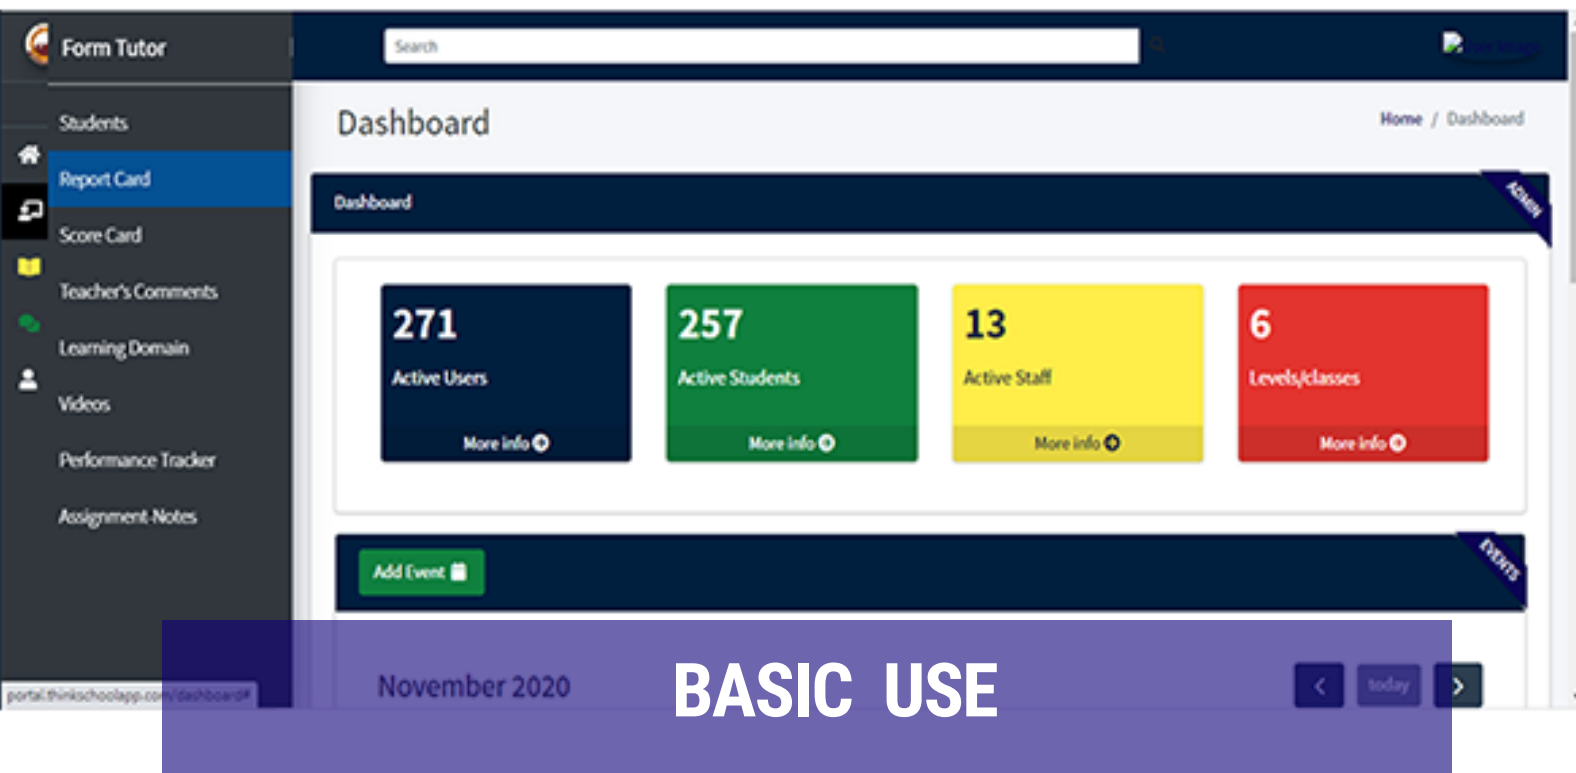 Form Tutor
Search
Students
Report Card
Score Card
Teacher's Comments
Learning Domain
Videos
Performance Tracker
Assignment-Notes
Dashboard
Home / Dashboard
Dashboard
ADMIN
271
Active Users
More info
257
Active Students
More info
13
Active Staff
More info
6
Levels/classes
More info
Add Event
EVENTS
November 2020
today
BASIC USE
portal.thinkschoolapp.com/dashboard#